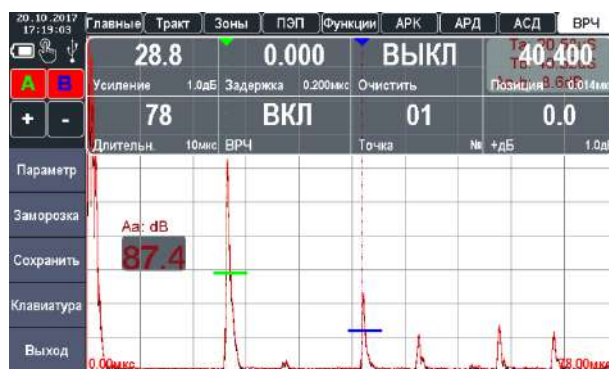 20.10.2017
17:19:03
Главные Тракт Зоны ПЭП Функции АРК АРД АСД ВРЧ
28.8 0.000 ВЫКЛ 40.400
A B
Усиление 1.0дБ Задержка 0.200мкс Очистить Позиция 0.014мкс
+ -
78 ВКЛ 01 0.0
Длительн. 10мкс ВРЧ Точка № +дБ 1.0дБ
Параметр
Заморозка
Aa: dB
87.4
Сохранить
Клавиатура
Выход
0.00мкс 78.00мкс